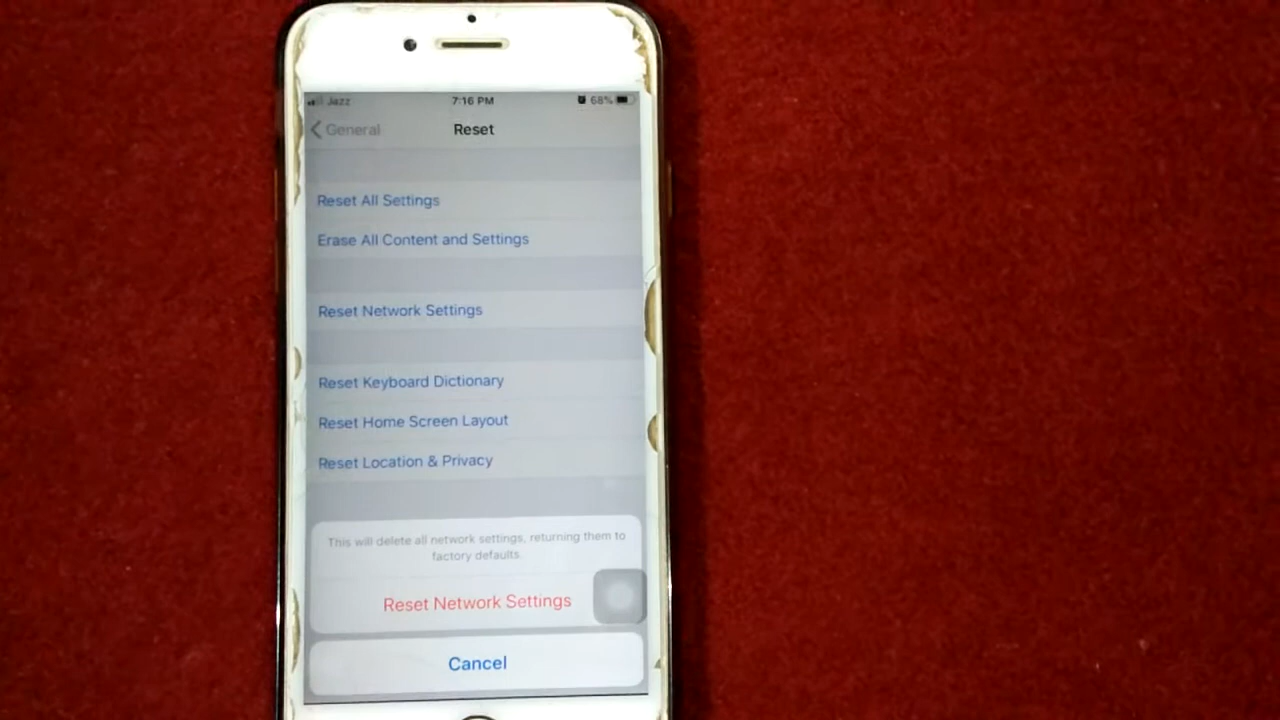 Jazz 7:16 PM 68%
General Reset
Reset All Settings
Erase All Content and Settings
Reset Network Settings
Reset Keyboard Dictionary
Reset Home Screen Layout
Reset Location & Privacy
This will delete all network settings, returning them to
factory defaults.
Reset Network Settings
Cancel